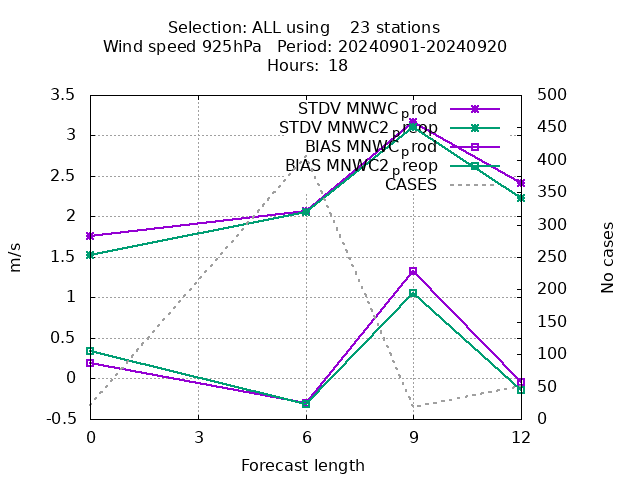 Selection: ALL using 23 stations
Wind speed 925hPa Period: 20240901-20240920
Hours: 18
STDV MNWC_prod
STDV MNWC2_preop
BIAS MNWC_prod
BIAS MNWC2_preop
CASES
3.5
3
2.5
2
1.5
1
0.5
0
-0.5
m/s
500
450
400
350
300
250
200
150
100
50
0
No cases
0 3 6 9 12
Forecast length